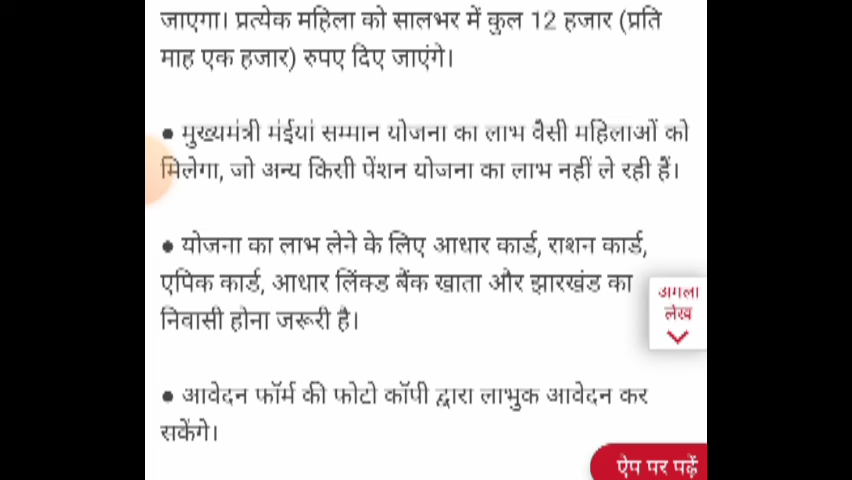 जाएगा। प्रत्येक महिला को सालभर में कुल 12 हजार (प्रति
माह एक हजार) रुपए दिए जाएंगे।
● मुख्यमंत्री मंईयां सम्मान योजना का लाभ वैसी महिलाओं को
मिलेगा, जो अन्य किसी पेंशन योजना का लाभ नहीं ले रही हैं।
● योजना का लाभ लेने के लिए आधार कार्ड, राशन कार्ड,
एपिक कार्ड, आधार लिंक्ड बैंक खाता और झारखंड का
निवासी होना जरूरी है।
अगला
लेख
● आवेदन फॉर्म की फोटो कॉपी द्वारा लाभुक आवेदन कर
सकेंगे।
ऐप पर पढ़ें